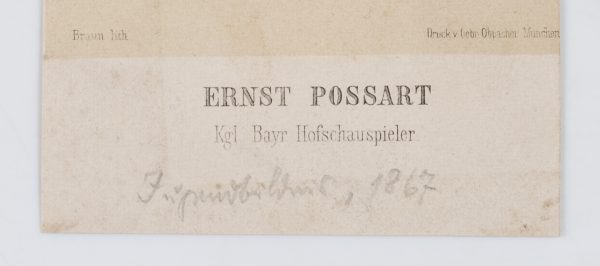 Braun lith.
Druck v. Gebr. Obpacher München
ERNST POSSART
Kgl. Bayr. Hofschauspieler.
Jugendbildnis, 1867